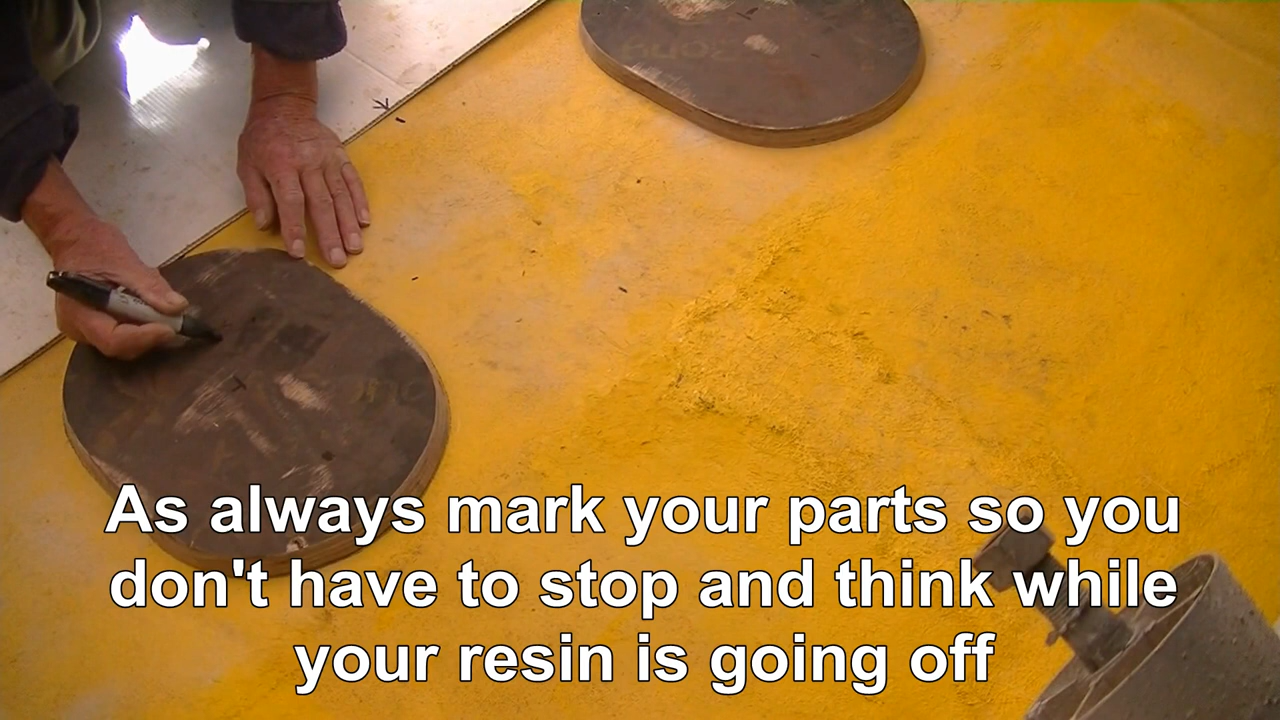 As always mark your parts so you
don't have to stop and think while
your resin is going off